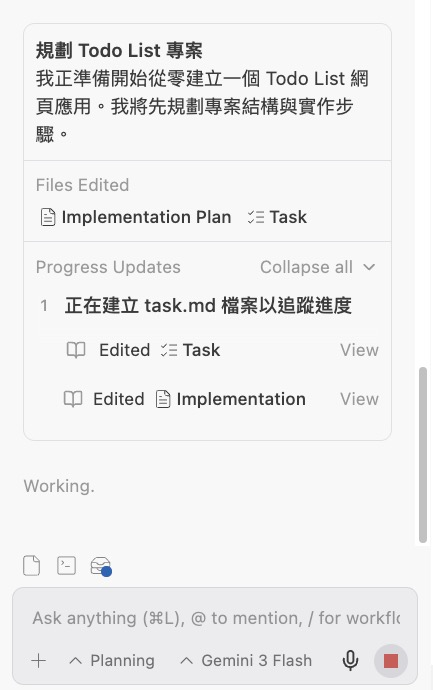 規劃 Todo List 專案
我正準備開始從零建立一個 Todo List 網
頁應用。我將先規劃專案結構與實作步
驟。
Files Edited
Implementation Plan Task
Progress Updates Collapse all
1 正在建立 task.md 檔案以追蹤進度
Edited Task View
Edited Implementation View
Working.
Ask anything (⌘L), @ to mention, / for workflo
Planning Gemini 3 Flash